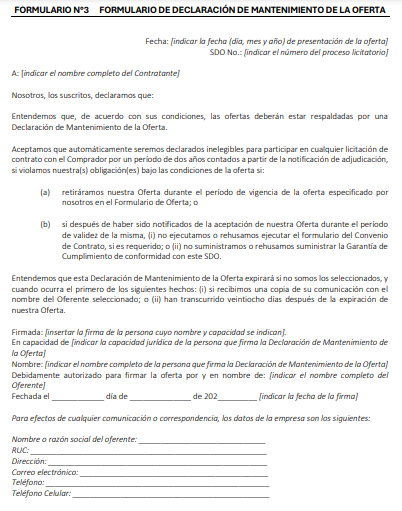 FORMULARIO N°3 FORMULARIO DE DECLARACIÓN DE MANTENIMIENTO DE LA OFERTA
Fecha: [indicar la fecha (día, mes y año) de presentación de la oferta]
SDO No.: [indicar el número del proceso licitatorio]
A: [indicar el nombre completo del Contratante]
Nosotros, los suscritos, declaramos que:
Entendemos que, de acuerdo con sus condiciones, las ofertas deberán estar respaldadas por una
Declaración de Mantenimiento de la Oferta.
Aceptamos que automáticamente seremos declarados inelegibles para participar en cualquier licitación de
contrato con el Comprador por un período de dos años contados a partir de la notificación de adjudicación,
si violamos nuestra(s) obligación(es) bajo las condiciones de la oferta si:
(a) retiráramos nuestra Oferta durante el período de vigencia de la oferta especificado por
nosotros en el Formulario de Oferta; o
(b) si después de haber sido notificados de la aceptación de nuestra Oferta durante el período
de validez de la misma, (i) no ejecutamos o rehusamos ejecutar el formulario del Convenio
de Contrato, si es requerido; o (ii) no suministramos o rehusamos suministrar la Garantía de
Cumplimiento de conformidad con este SDO.
Entendemos que esta Declaración de Mantenimiento de la Oferta expirará si no somos los seleccionados, y
cuando ocurra el primero de los siguientes hechos: (i) si recibimos una copia de su comunicación con el
nombre del Oferente seleccionado; o (ii) han transcurrido veintiocho días después de la expiración de
nuestra Oferta.
Firmada: [insertar la firma de la persona cuyo nombre y capacidad se indican].
En capacidad de [indicar la capacidad jurídica de la persona que firma la Declaración de Mantenimiento de
la Oferta]
Nombre: [indicar el nombre completo de la persona que firma la Declaración de Mantenimiento de la Oferta]
Debidamente autorizado para firmar la oferta por y en nombre de: [indicar el nombre completo del
Oferente]
Fechada el ____________ día de ______________ de 202_________ [indicar la fecha de la firma]
Para efectos de cualquier comunicación o correspondencia, los datos de la empresa son los siguientes:
Nombre o razón social del oferente: ______________________________
RUC: ______________________________
Dirección: ______________________________
Correo electrónico: ______________________________
Teléfono: ______________________________
Teléfono Celular: ______________________________